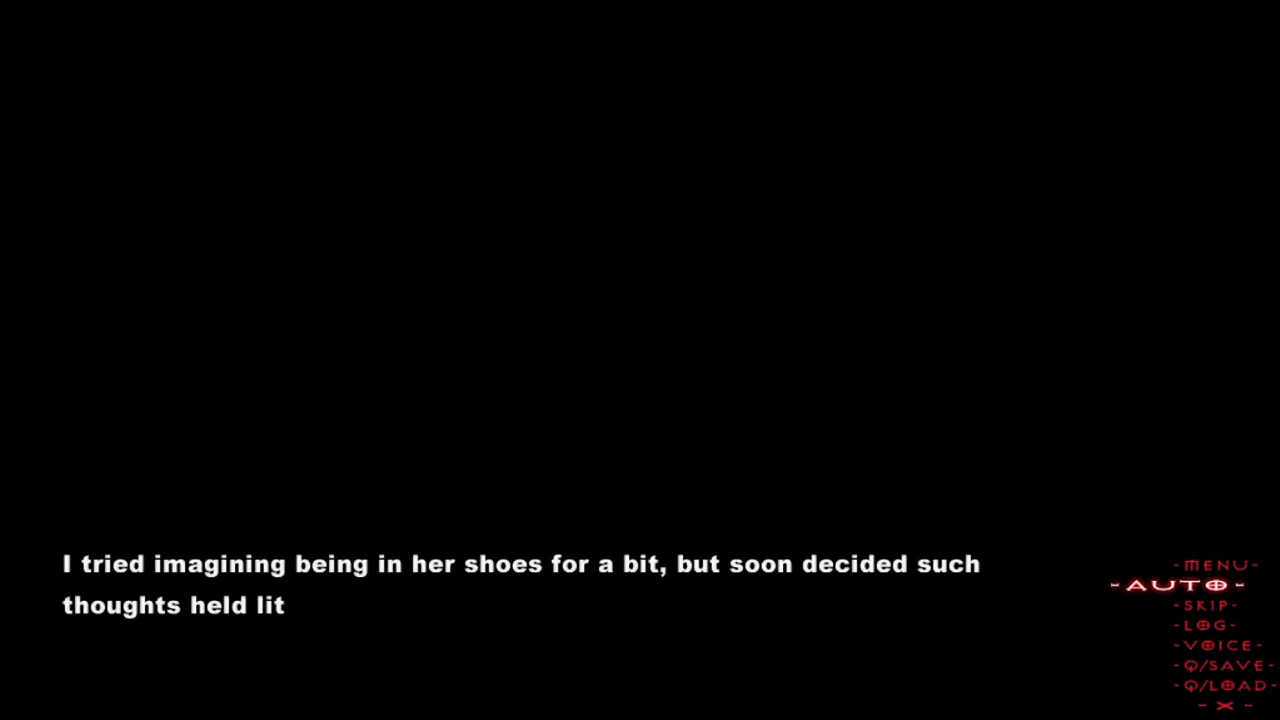 I tried imagining being in her shoes for a bit, but soon decided such
thoughts held lit
-MENU-
-AUTO-
-SKIP-
-LOG-
-VOICE-
-Q/SAVE-
-Q/LOAD-
-X-